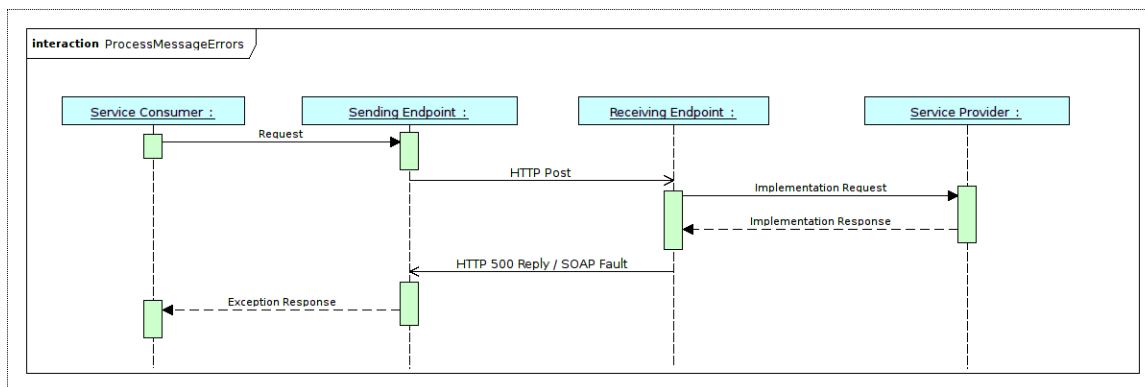 interaction ProcessMessageErrors
Service Consumer :
Sending Endpoint :
Receiving Endpoint :
Service Provider :
Request
HTTP Post
Implementation Request
Implementation Response
HTTP 500 Reply / SOAP Fault
Exception Response